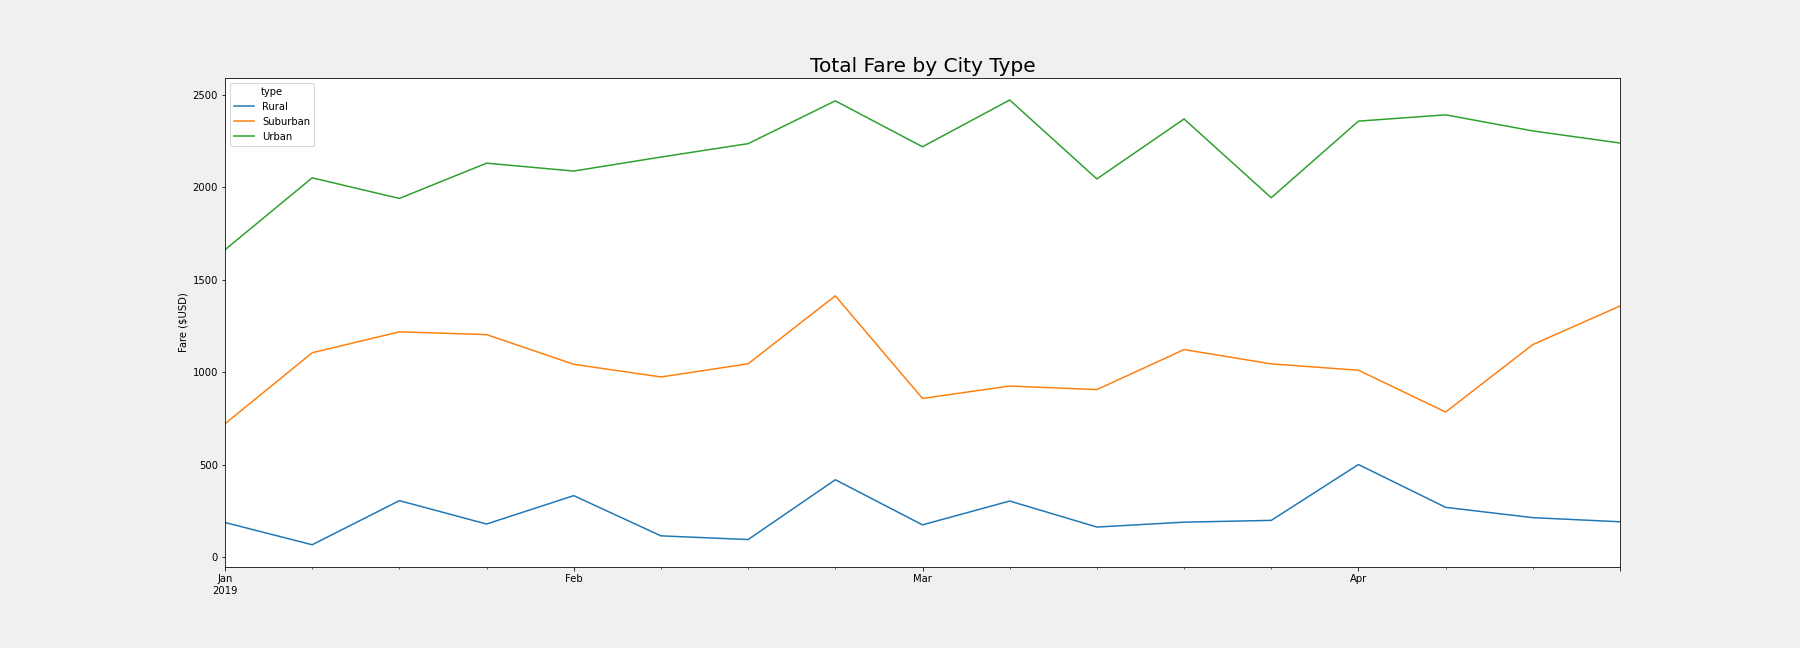 Total Fare by City Type
type
Rural
Suburban
Urban
Fare ($USD)
2500
2000
1500
1000
500
0
Jan
2019
Feb
Mar
Apr